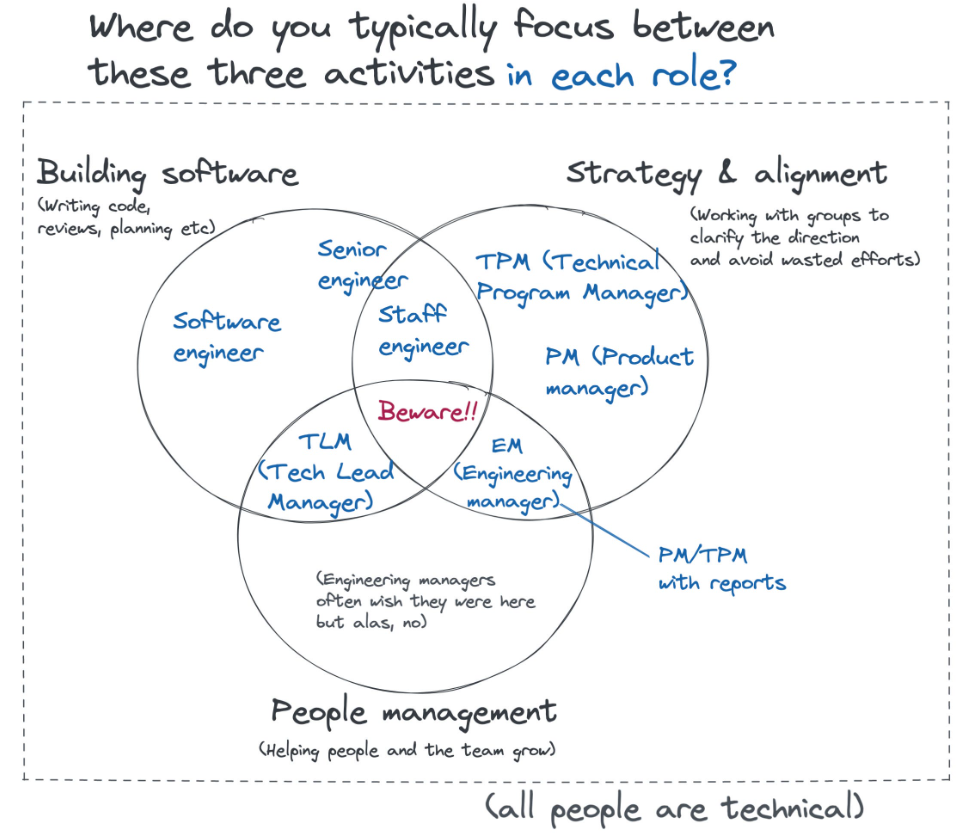 Where do you typically focus between
these three activities in each role?
Building software
(Writing code,
reviews, planning etc)
Strategy & alignment
(Working with groups to
clarify the direction
and avoid wasted efforts)
Senior
engineer
TPM (Technical
Program Manager)
Software
engineer
Staff
engineer
PM (Product
manager)
Beware!!
TLM
(Tech Lead
Manager)
EM
(Engineering
manager)
PM/TPM
with reports
(Engineering managers
often wish they were here
but alas, no)
People management
(Helping people and the team grow)
(all people are technical)